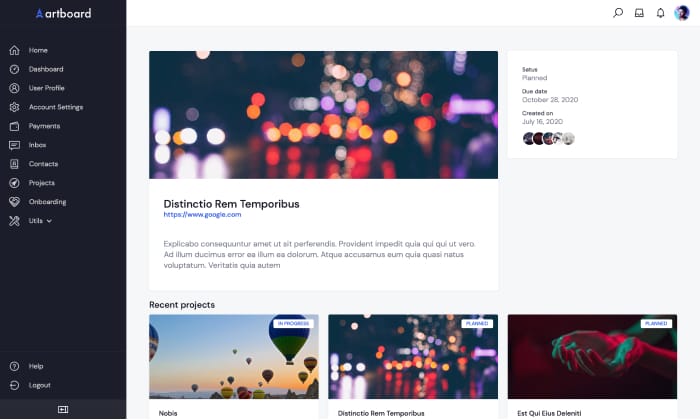 artboard
Home
Dashboard
User Profile
Account Settings
Payments
Inbox
Contacts
Projects
Onboarding
Utils
Help
Logout
Distinctio Rem Temporibus
https://www.google.com
Explicabo consequuntur amet ut sit perferendis. Provident impedit quia qui qui ut vero.
Ad illum ducimus error ea illum ea dolorum. Atque accusamus eum quia quasi natus
voluptatum. Veritatis quia autem
Satus
Planned
Due date
October 28, 2020
Created on
July 16, 2020
Recent projects
IN PROGRESS
PLANNED
PLANNED
Nobis
Distinctio Rem Temporibus
Est Qui Eius Deleniti